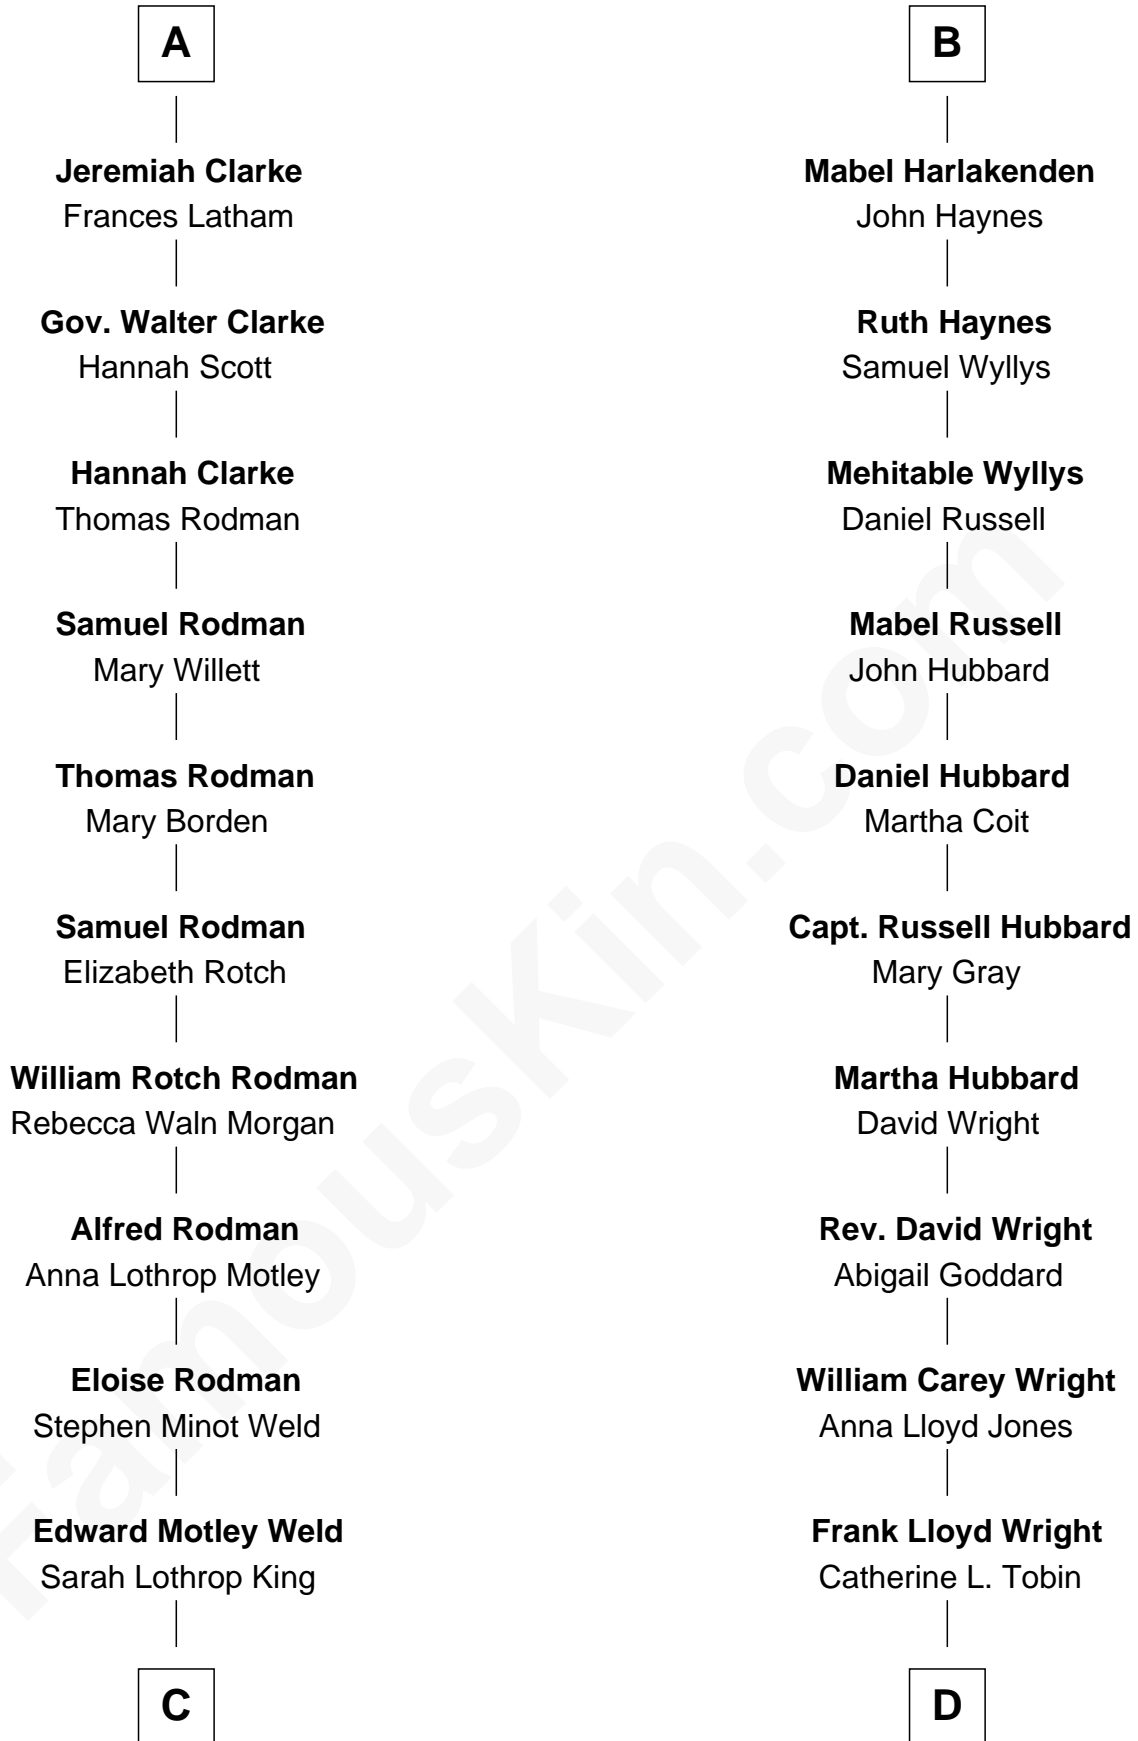 A
Jeremiah Clarke
Frances Latham
Gov. Walter Clarke
Hannah Scott
Hannah Clarke
Thomas Rodman
Samuel Rodman
Mary Willett
Thomas Rodman
Mary Borden
Samuel Rodman
Elizabeth Rotch
William Rotch Rodman
Rebecca Waln Morgan
Alfred Rodman
Anna Lothrop Motley
Eloise Rodman
Stephen Minot Weld
Edward Motley Weld
Sarah Lothrop King
C
B
Mabel Harlakenden
John Haynes
Ruth Haynes
Samuel Wyllys
Mehitable Wyllys
Daniel Russell
Mabel Russell
John Hubbard
Daniel Hubbard
Martha Coit
Capt. Russell Hubbard
Mary Gray
Martha Hubbard
David Wright
Rev. David Wright
Abigail Goddard
William Carey Wright
Anna Lloyd Jones
Frank Lloyd Wright
Catherine L. Tobin
D
FamousKin.com